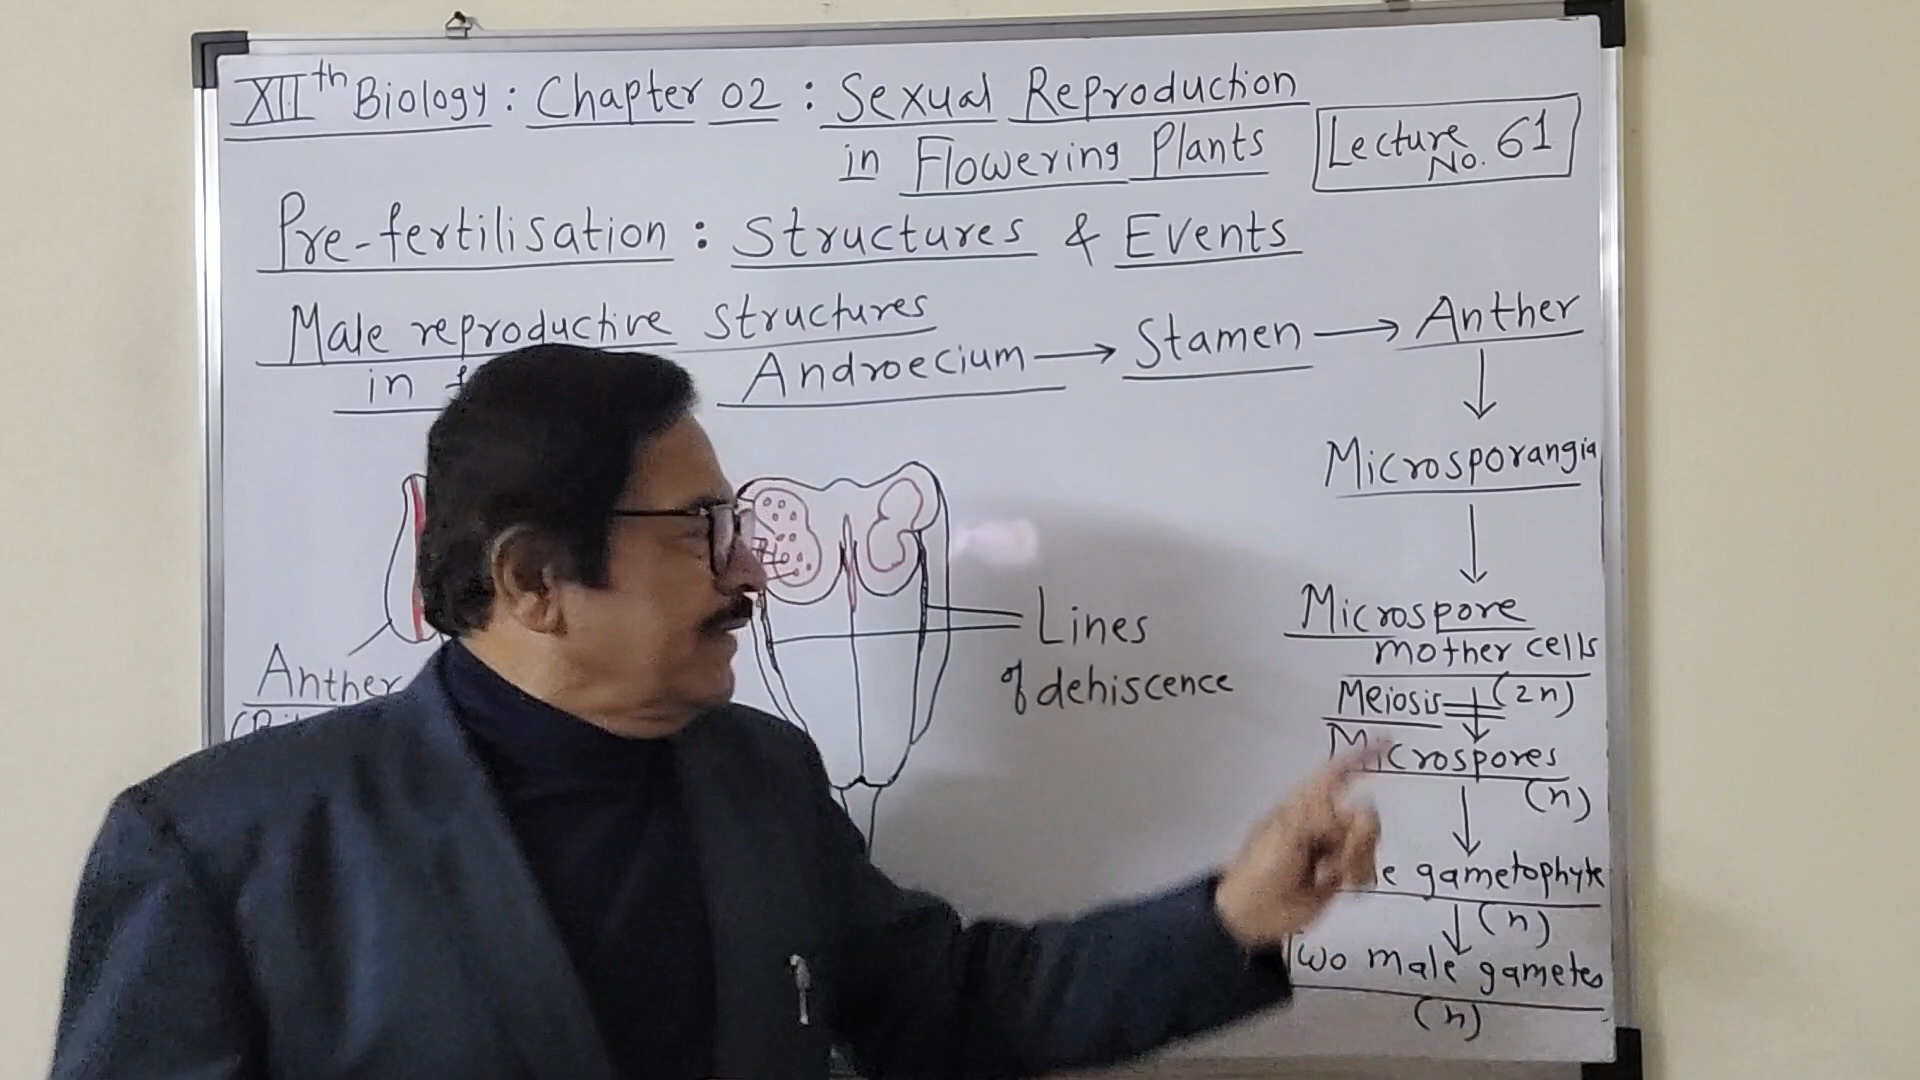 XIIth Biology : Chapter 02 : Sexual Reproduction
in Flowering Plants
Lecture No. 61
Pre-fertilisation : Structures & Events
Male reproductive structures
in
Androecium → Stamen → Anther
Microsporangia
Microspore
mother cells
Meiosis (2n)
Microspores
(n)
gametophyte
(n)
Two male gametes
(n)
Lines
of dehiscence
Anther